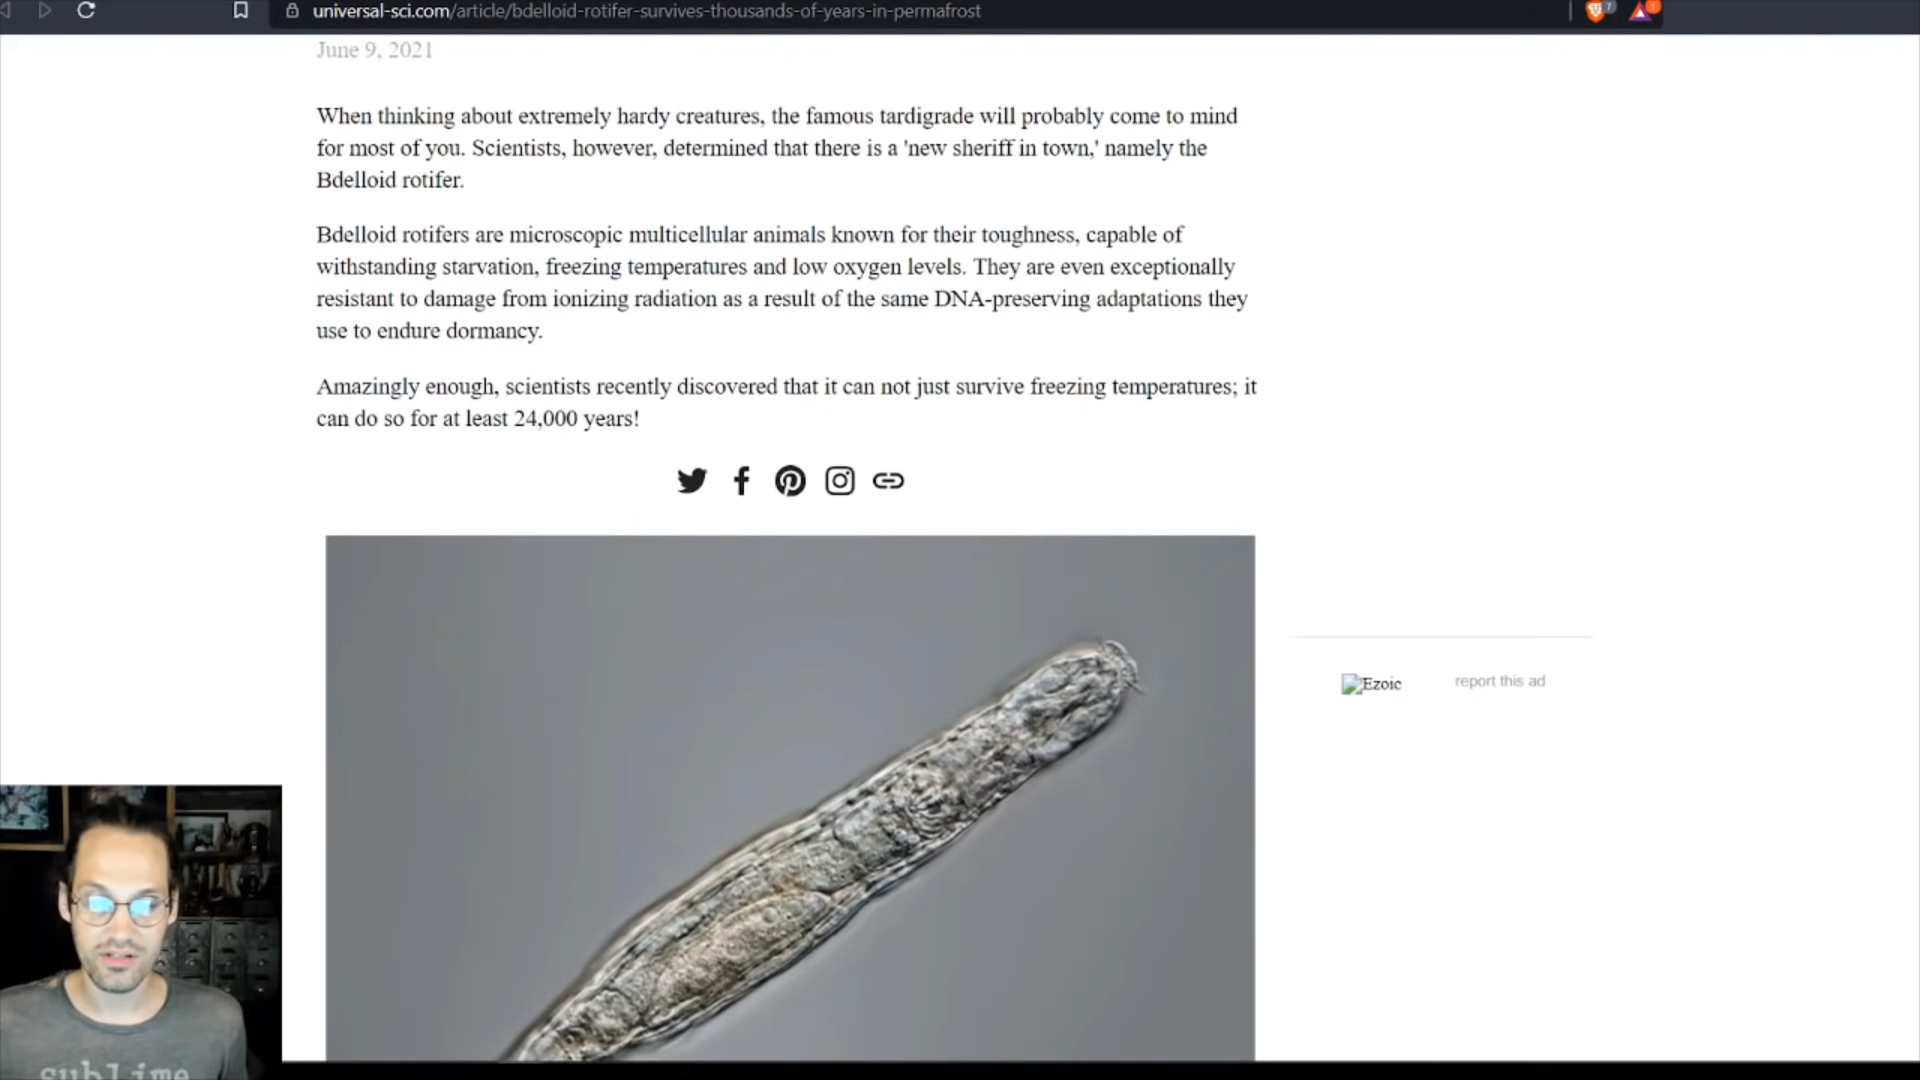 universal-sci.com/article/bdelloid-rotifer-survives-thousands-of-years-in-permafrost
7
1
June 9, 2021
When thinking about extremely hardy creatures, the famous tardigrade will probably come to mind
for most of you. Scientists, however, determined that there is a 'new sheriff in town,' namely the
Bdelloid rotifer.
Bdelloid rotifers are microscopic multicellular animals known for their toughness, capable of
withstanding starvation, freezing temperatures and low oxygen levels. They are even exceptionally
resistant to damage from ionizing radiation as a result of the same DNA-preserving adaptations they
use to endure dormancy.
Amazingly enough, scientists recently discovered that it can not just survive freezing temperatures; it
can do so for at least 24,000 years!
Ezoic
report this ad
sublime